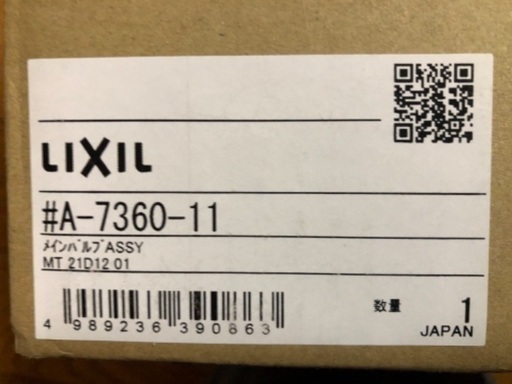 LIXIL
#A-7360-11
ﾒｲﾝﾊﾞﾙﾌﾞASSY
MT 21D12 01
4 989236 390863
数量 1
JAPAN